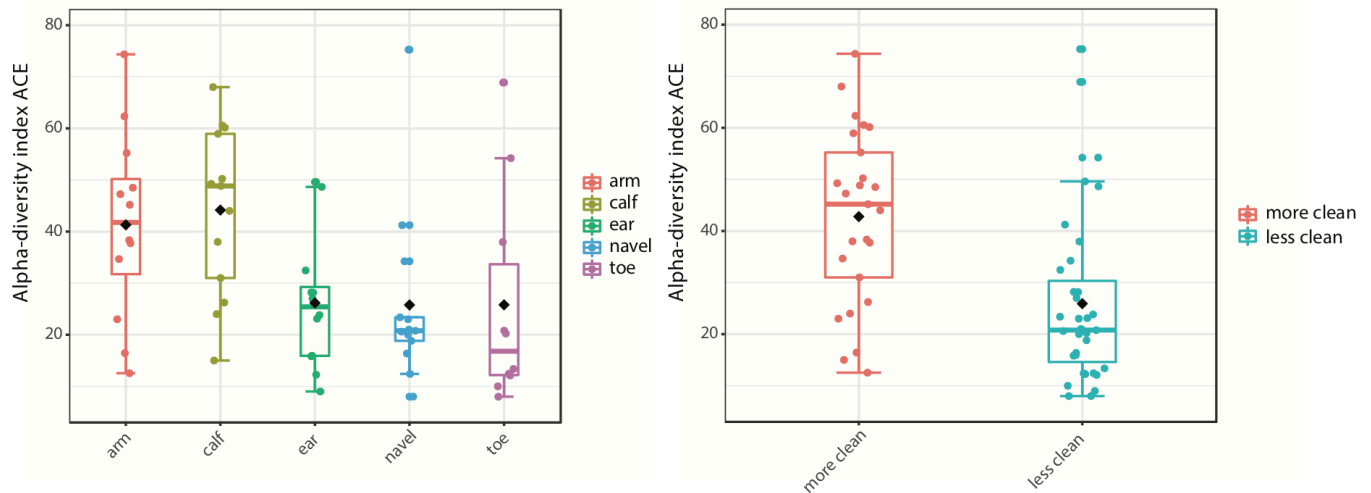 Alpha-diversity index ACE
80
60
40
20
arm
calf
ear
navel
toe
arm
calf
ear
navel
toe
Alpha-diversity index ACE
80
60
40
20
more clean
less clean
more clean
less clean